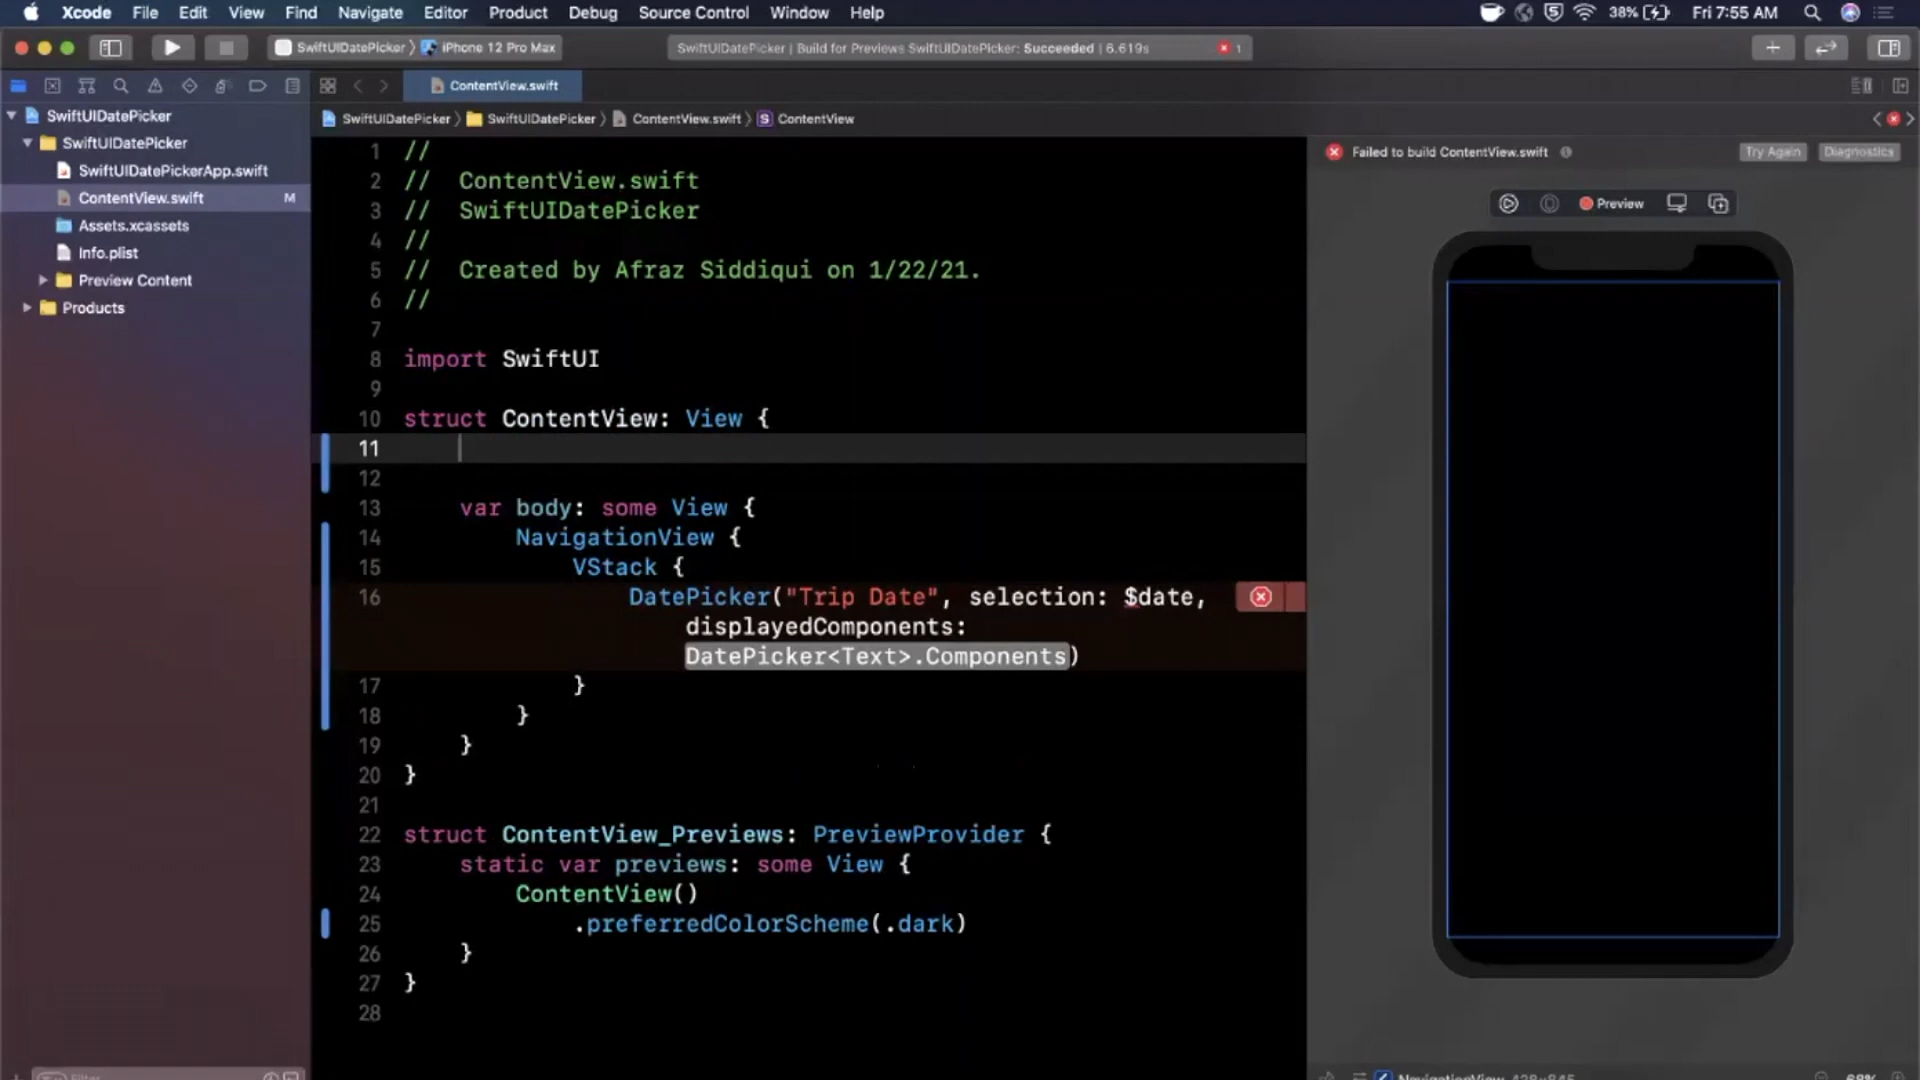 Xcode File Edit View Find Navigate Editor Product Debug Source Control Window Help 38% Fri 7:55 AM
SwiftUIDatePicker iPhone 12 Pro Max SwiftUIDatePicker | Build for Previews SwiftUIDatePicker: Succeeded | 6.619s 1
ContentView.swift
SwiftUIDatePicker
SwiftUIDatePicker
SwiftUIDatePickerApp.swift
ContentView.swift M
Assets.xcassets
Info.plist
Preview Content
Products
SwiftUIDatePicker SwiftUIDatePicker ContentView.swift S ContentView
1 //
2 // ContentView.swift
3 // SwiftUIDatePicker
4 //
5 // Created by Afraz Siddiqui on 1/22/21.
6 //
7
8 import SwiftUI
9
10 struct ContentView: View {
11
12
13 var body: some View {
14 NavigationView {
15 VStack {
16 DatePicker("Trip Date", selection: $date,
displayedComponents:
DatePicker<Text>.Components)
17 }
18 }
19 }
20 }
21
22 struct ContentView_Previews: PreviewProvider {
23 static var previews: some View {
24 ContentView()
25 .preferredColorScheme(.dark)
26 }
27 }
28
Failed to build ContentView.swift Try Again Diagnostics
Preview
Filter
NavigationView 428x845 68%